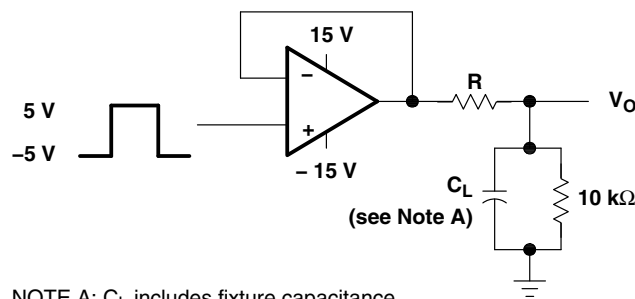 15 V
R
VO
−
5 V
+
−5 V
− 15 V
CL
10 kΩ
(see Note A)
NOTE A: CL includes fixture capacitance